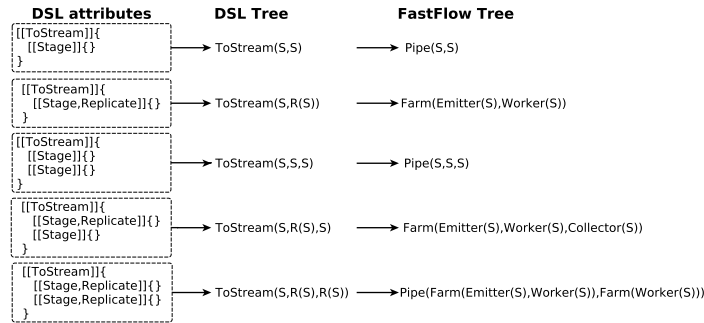 DSL attributes DSL Tree FastFlow Tree
[[ToStream]]{
[[Stage]]{}
}
ToStream(S,S) Pipe(S,S)
[[ToStream]]{
[[Stage,Replicate]]{}
}
ToStream(S,R(S)) Farm(Emitter(S),Worker(S))
[[ToStream]]{
[[Stage]]{}
[[Stage]]{}
}
ToStream(S,S,S) Pipe(S,S,S)
[[ToStream]]{
[[Stage,Replicate]]{}
[[Stage]]{}
}
ToStream(S,R(S),S) Farm(Emitter(S),Worker(S),Collector(S))
[[ToStream]]{
[[Stage,Replicate]]{}
[[Stage,Replicate]]{}
}
ToStream(S,R(S),R(S)) Pipe(Farm(Emitter(S),Worker(S)),Farm(Worker(S)))